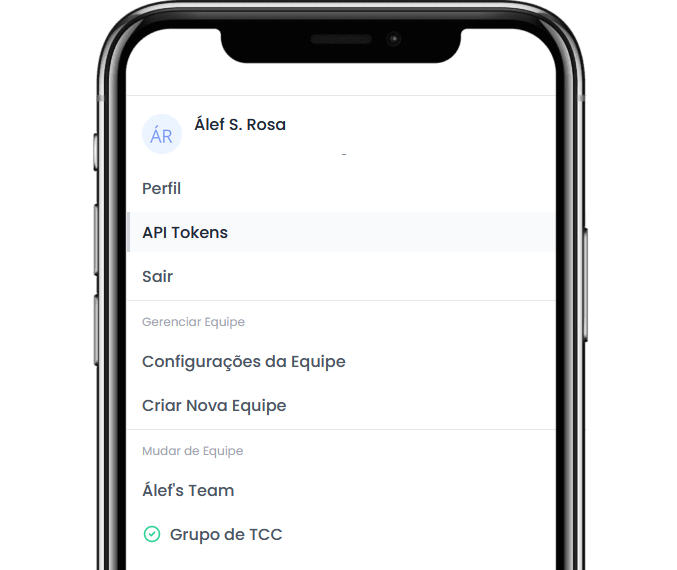 ÁR
Álef S. Rosa
Perfil
API Tokens
Sair
Gerenciar Equipe
Configurações da Equipe
Criar Nova Equipe
Mudar de Equipe
Álef's Team
Grupo de TCC